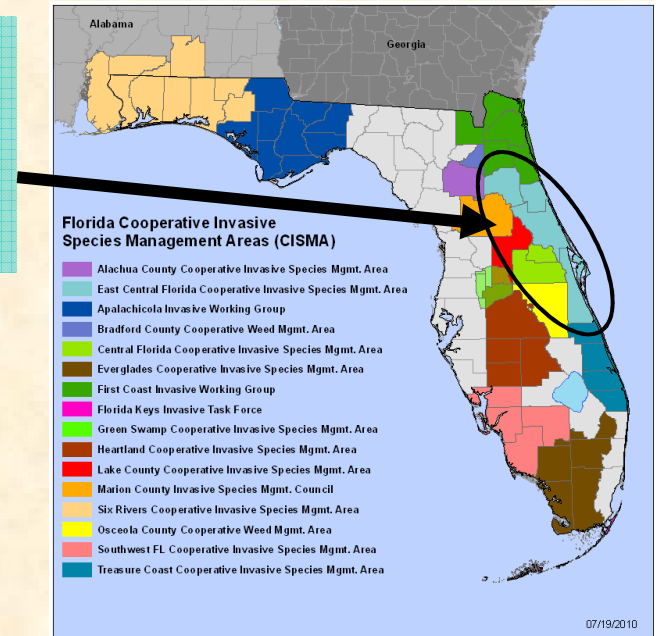 Alabama
Georgia
Florida Cooperative Invasive
Species Management Areas (CISMA)
Alachua County Cooperative Invasive Species Mgmt. Area
East Central Florida Cooperative Invasive Species Mgmt. Area
Apalachicola Invasive Working Group
Bradford County Cooperative Weed Mgmt. Area
Central Florida Cooperative Invasive Species Mgmt. Area
Everglades Cooperative Invasive Species Mgmt. Area
First Coast Invasive Working Group
Florida Keys Invasive Task Force
Green Swamp Cooperative Invasive Species Mgmt. Area
Heartland Cooperative Invasive Species Mgmt. Area
Lake County Cooperative Invasive Species Mgmt. Area
Marion County Invasive Species Mgmt. Council
Six Rivers Cooperative Invasive Species Mgmt. Area
Osceola County Cooperative Weed Mgmt. Area
Southwest FL Cooperative Invasive Species Mgmt. Area
Treasure Coast Cooperative Invasive Species Mgmt. Area
07/19/2010